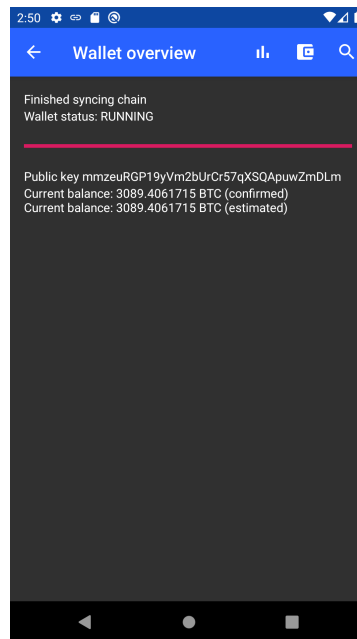 2:50
Wallet overview
Finished syncing chain
Wallet status: RUNNING
Public key mmzeuRGP19yVm2bUrCr57qXSQApuwZmDLm
Current balance: 3089.4061715 BTC (confirmed)
Current balance: 3089.4061715 BTC (estimated)